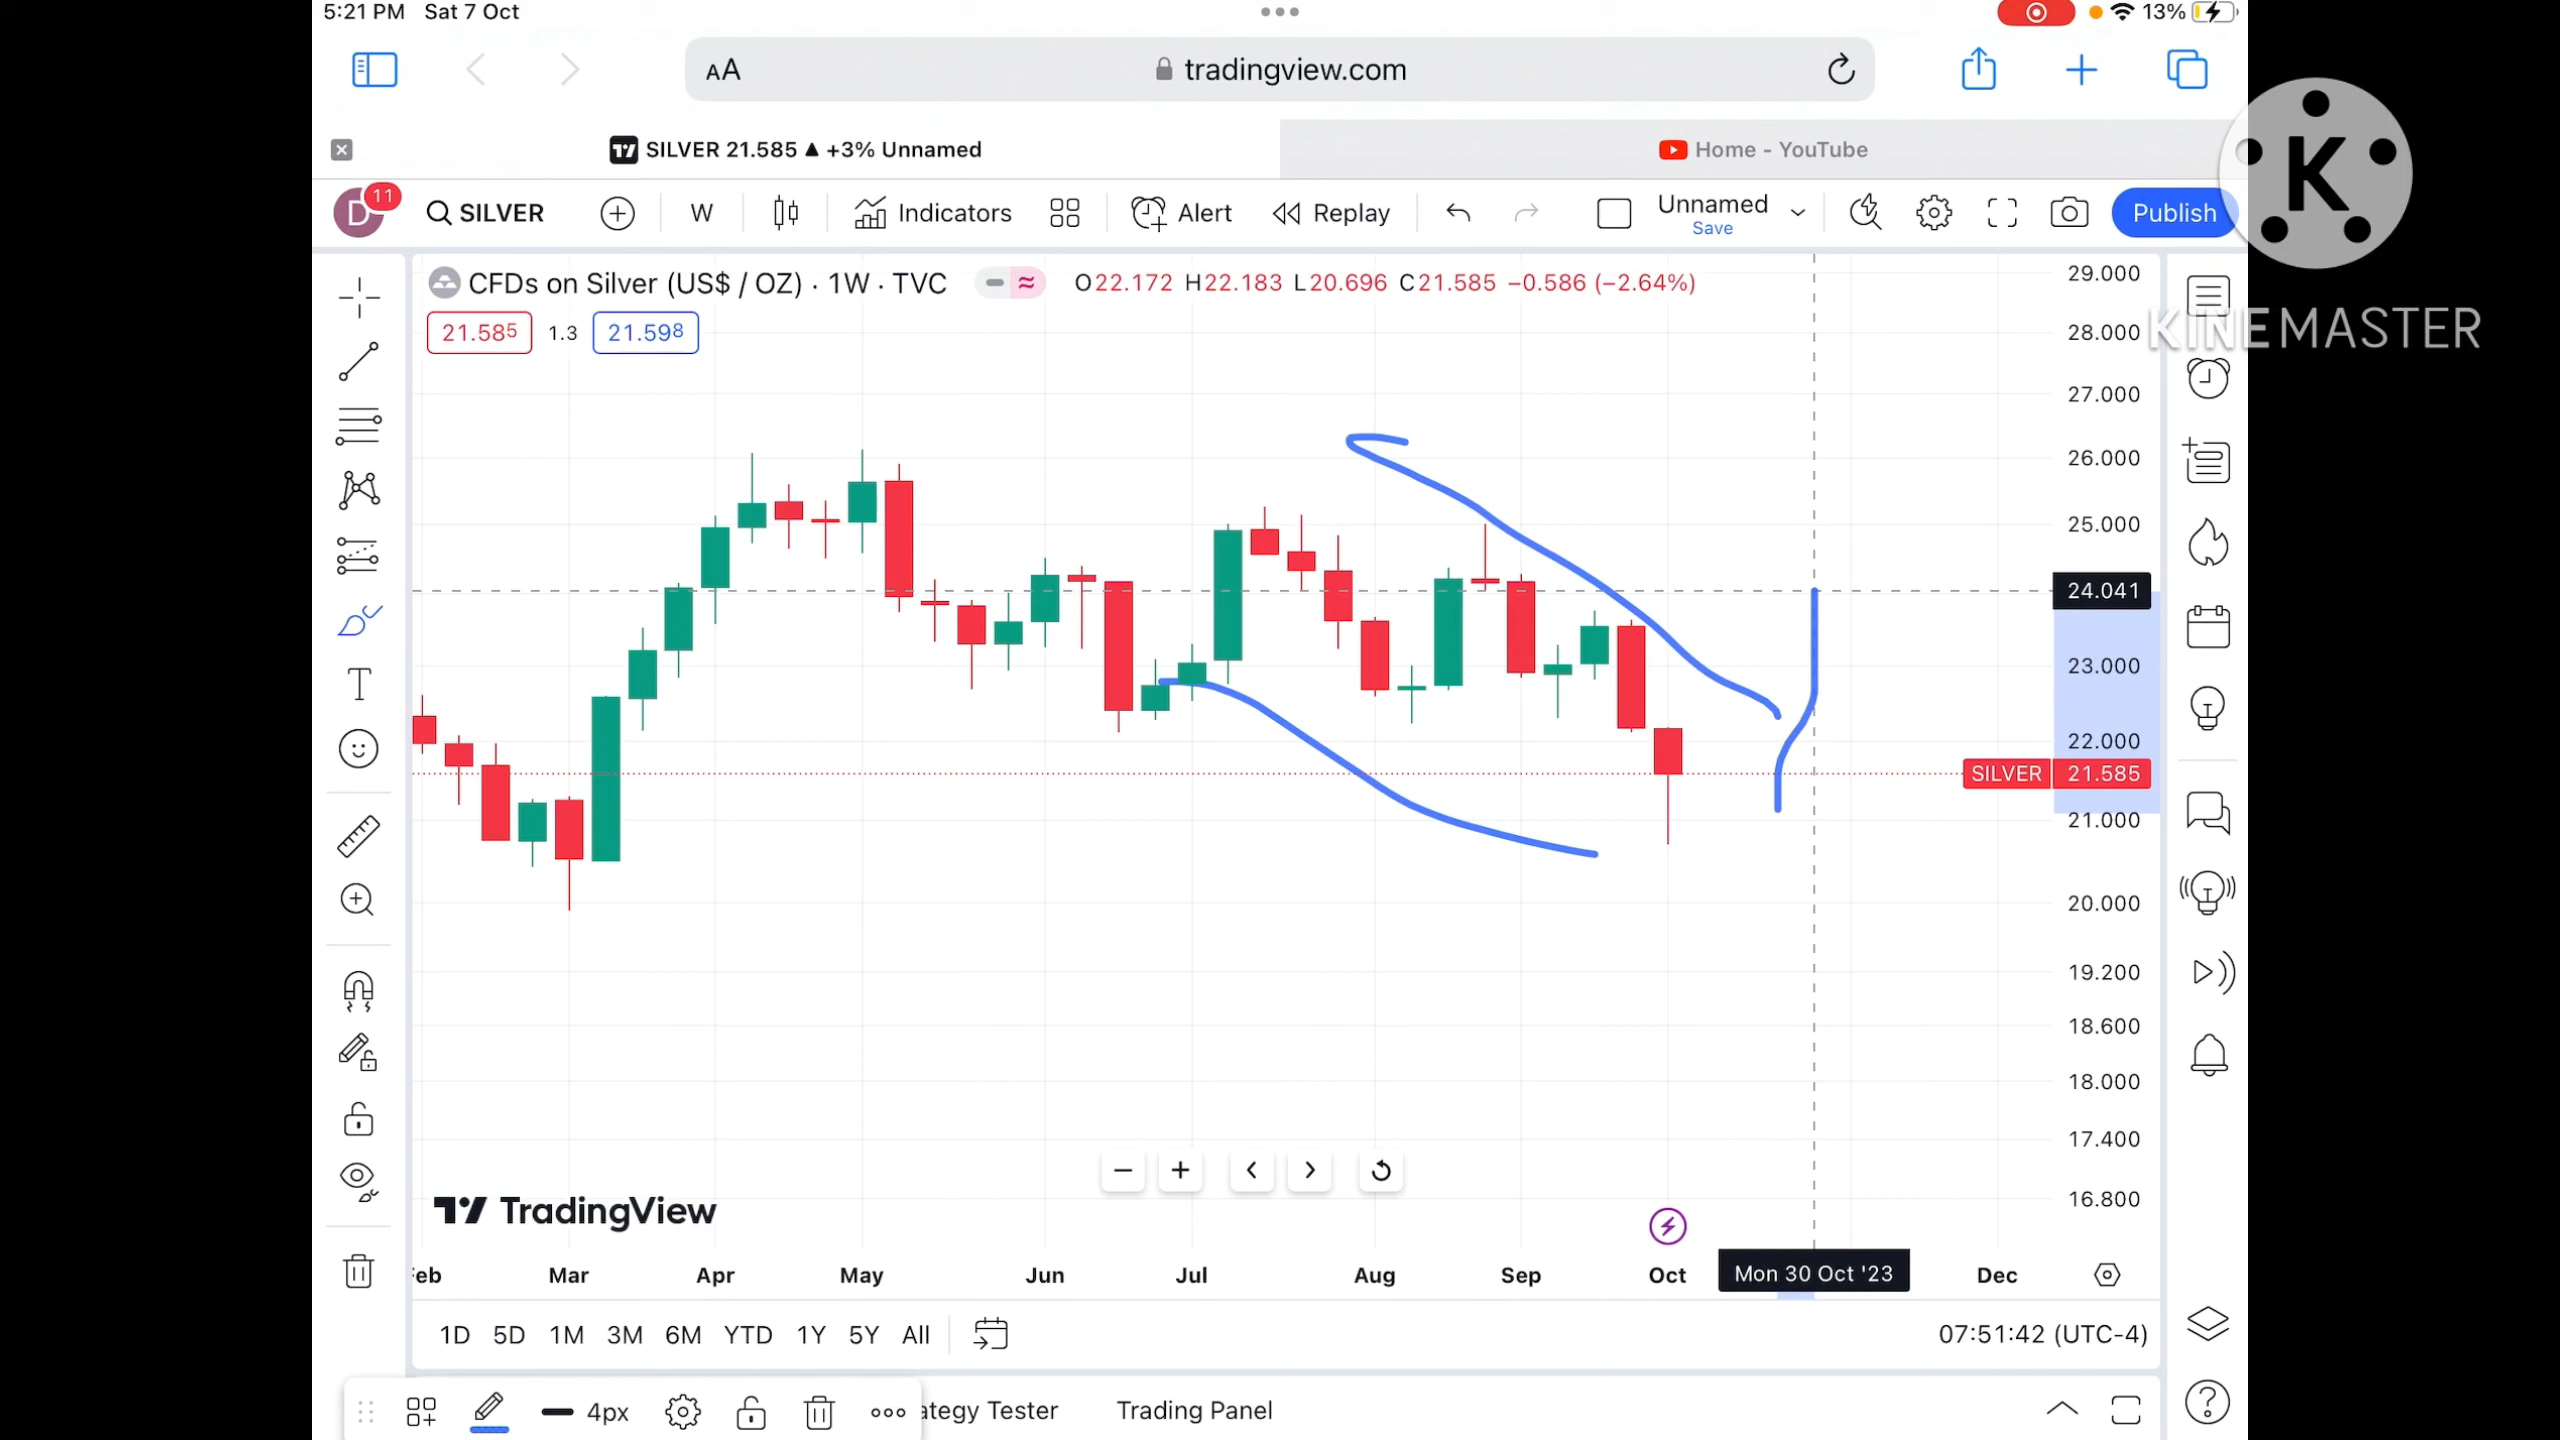 5:21 PM Sat 7 Oct
13%
AA tradingview.com
SILVER 21.585 ▲ +3% Unnamed
Home - YouTube
K
KINEMASTER
D 11 SILVER W Indicators Alert Replay Unnamed Save Publish
CFDs on Silver (US$ / OZ) · 1W · TVC O22.172 H22.183 L20.696 C21.585 −0.586 (−2.64%)
21.585 1.3 21.598
29.000
28.000
27.000
26.000
25.000
24.041
23.000
22.000
SILVER 21.585
21.000
20.000
19.200
18.600
18.000
17.400
16.800
TradingView
Mar Apr May Jun Jul Aug Sep Oct Mon 30 Oct '23 Dec
1D 5D 1M 3M 6M YTD 1Y 5Y All 07:51:42 (UTC-4)
4px ategy Tester Trading Panel